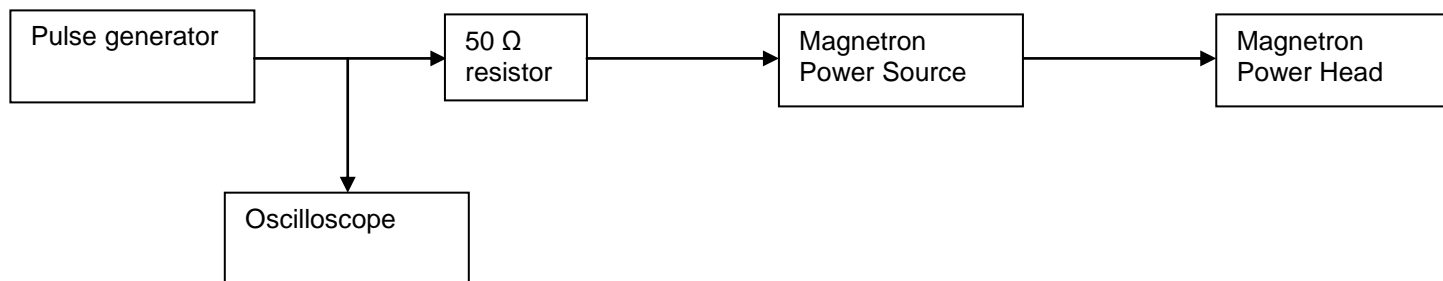 Pulse generator
50 Ω
resistor
Magnetron
Power Source
Magnetron
Power Head
Oscilloscope